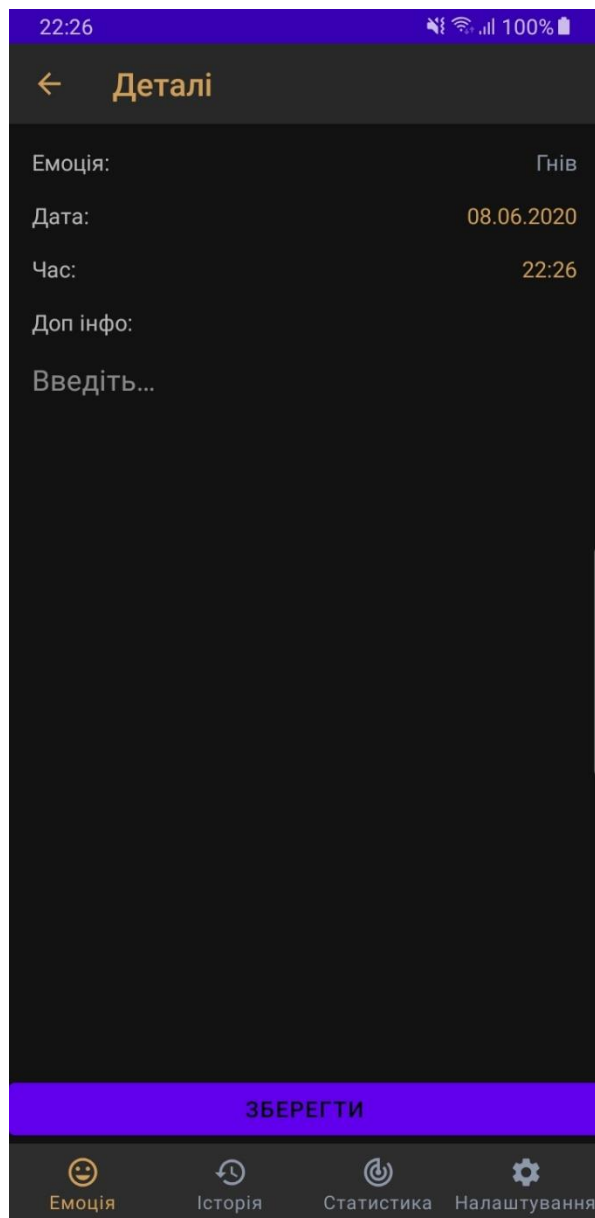 22:26 100%
Деталі
Емоція: Гнів
Дата: 08.06.2020
Час: 22:26
Доп інфо:
Введіть...
ЗБЕРЕГТИ
Емоція Історія Статистика Налаштування